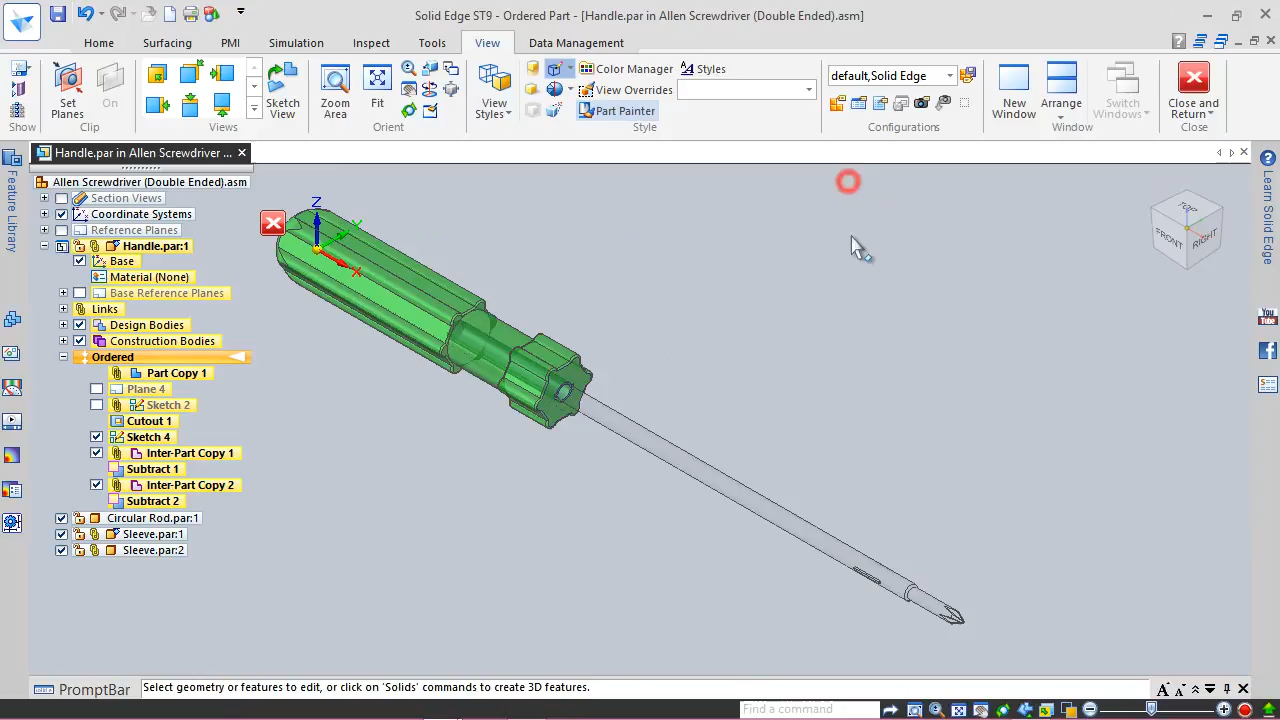 Solid Edge ST9 - Ordered Part - [Handle.par in Allen Screwdriver (Double Ended).asm]
Home Surfacing PMI Simulation Inspect Tools View Data Management
Set Planes
On
Sketch View
Zoom Area
Fit
View Styles
Color Manager
Styles
View Overrides
Part Painter
default,Solid Edge
New Window
Arrange
Switch Windows
Close and Return
Show Clip Views Orient Style Configurations Window Close
Handle.par in Allen Screwdriver ...
Allen Screwdriver (Double Ended).asm
Section Views
Coordinate Systems
Reference Planes
Handle.par:1
Base
Material (None)
Base Reference Planes
Links
Design Bodies
Construction Bodies
Ordered
Part Copy 1
Plane 4
Sketch 2
Cutout 1
Sketch 4
Inter-Part Copy 1
Subtract 1
Inter-Part Copy 2
Subtract 2
Circular Rod.par:1
Sleeve.par:1
Sleeve.par:2
Feature Library
Z
Y
X
TOP
FRONT
RIGHT
Learn Solid Edge
You Tube
PromptBar
Select geometry or features to edit, or click on 'Solids' commands to create 3D features.
Find a command